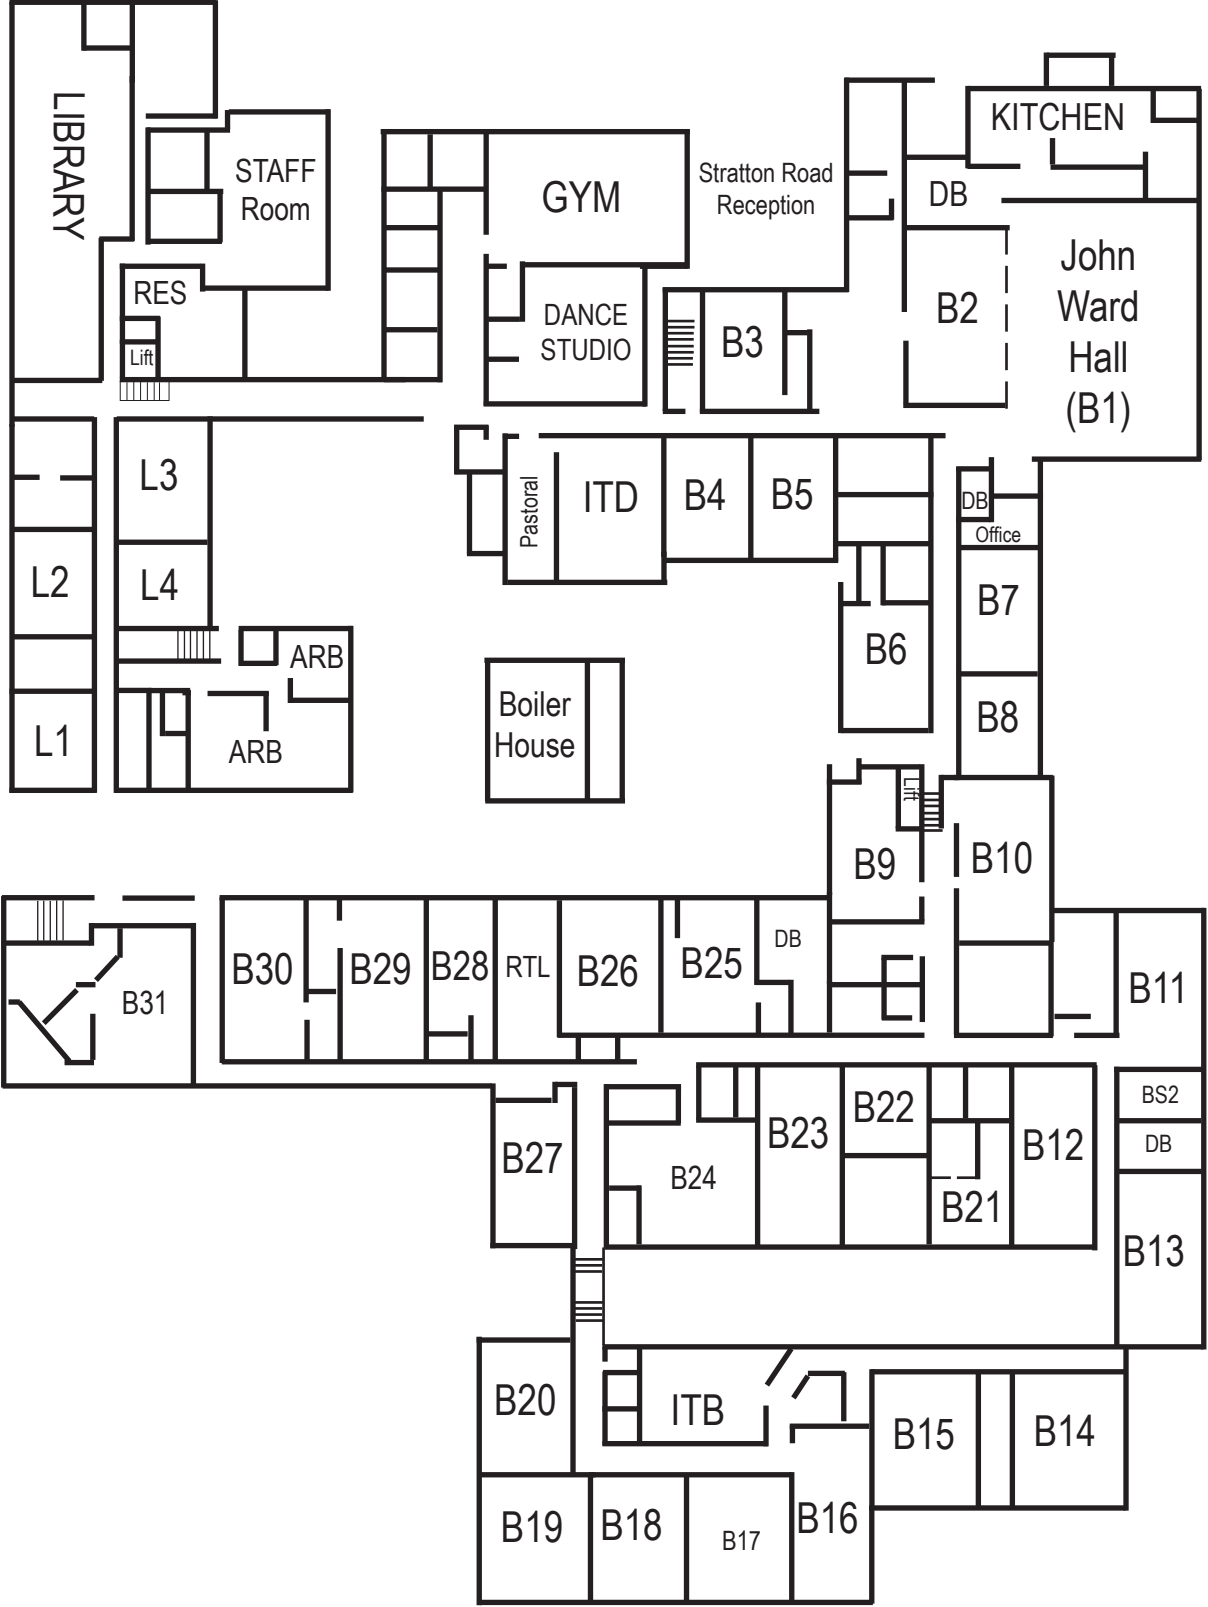 LIBRARY
STAFF
Room
RES
Lift
GYM
DANCE
STUDIO
Stratton Road
Reception
KITCHEN
DB
John
Ward
Hall
(B1)
B2
B3
L3
L2
L4
L1
ARB
ARB
Pastoral
ITD
B4
B5
DB
Office
B7
B6
B8
Boiler
House
Lift
B9
B10
B31
B30
B29
B28
RTL
B26
B25
DB
B11
BS2
DB
B27
B24
B23
B22
B21
B12
B13
B20
ITB
B15
B14
B19
B18
B17
B16